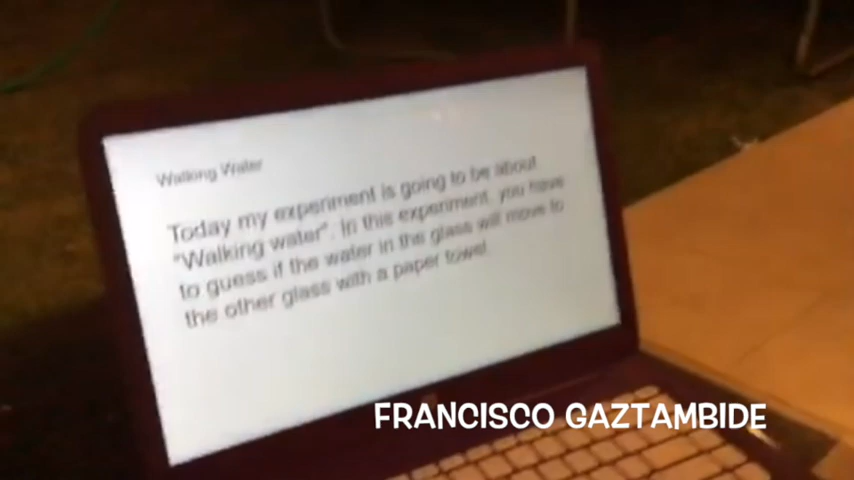 Walking Water
Today my experiment is going to be about
"Walking water". In this experiment, you have
to guess if the water in the glass will move to
the other glass with a paper towel.
FRANCISCO GAZTAMBIDE